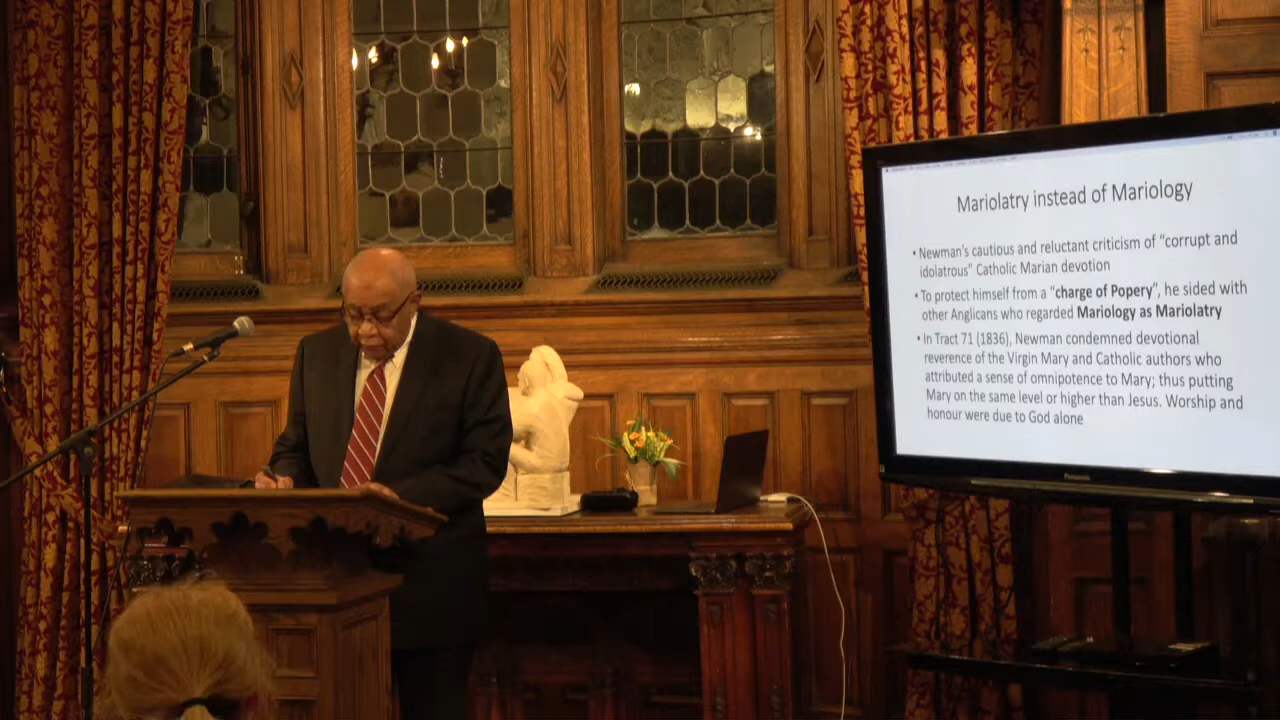 Mariolatry instead of Mariology
• Newman's cautious and reluctant criticism of "corrupt and
idolatrous" Catholic Marian devotion
• To protect himself from a "charge of Popery", he sided with
other Anglicans who regarded Mariology as Mariolatry
• In Tract 71 (1836), Newman condemned devotional
reverence of the Virgin Mary and Catholic authors who
attributed a sense of omnipotence to Mary; thus putting
Mary on the same level or higher than Jesus. Worship and
honour were due to God alone
Panasonic